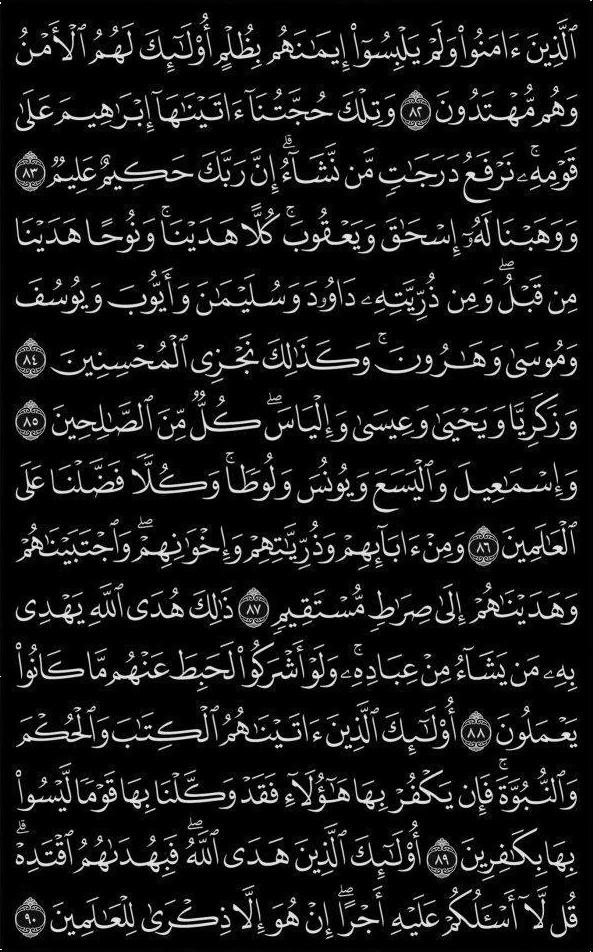 ٱلَّذِينَ ءَامَنُوا۟ وَلَمْ يَلْبِسُوٓا۟ إِيمَٰنَهُم بِظُلْمٍ أُو۟لَٰٓئِكَ لَهُمُ ٱلْأَمْنُ
وَهُم مُّهْتَدُونَ ٨٢ وَتِلْكَ حُجَّتُنَآ ءَاتَيْنَٰهَآ إِبْرَٰهِيمَ عَلَىٰ
قَوْمِهِۦۚ نَرْفَعُ دَرَجَٰتٍ مَّن نَّشَآءُۗ إِنَّ رَبَّكَ حَكِيمٌ عَلِيمٌ ٨٣
وَوَهَبْنَا لَهُۥٓ إِسْحَٰقَ وَيَعْقُوبَۚ كُلًّا هَدَيْنَاۚ وَنُوحًا هَدَيْنَا
مِن قَبْلُۖ وَمِن ذُرِّيَّتِهِۦ دَاوُۥدَ وَسُلَيْمَٰنَ وَأَيُّوبَ وَيُوسُفَ
وَمُوسَىٰ وَهَٰرُونَۚ وَكَذَٰلِكَ نَجْزِى ٱلْمُحْسِنِينَ ٨٤
وَزَكَرِيَّا وَيَحْيَىٰ وَعِيسَىٰ وَإِلْيَاسَۖ كُلٌّ مِّنَ ٱلصَّٰلِحِينَ ٨٥
وَإِسْمَٰعِيلَ وَٱلْيَسَعَ وَيُونُسَ وَلُوطًاۚ وَكُلًّا فَضَّلْنَا عَلَى
ٱلْعَٰلَمِينَ ٨٦ وَمِنْ ءَابَآئِهِمْ وَذُرِّيَّٰتِهِمْ وَإِخْوَٰنِهِمْۖ وَٱجْتَبَيْنَٰهُمْ
وَهَدَيْنَٰهُمْ إِلَىٰ صِرَٰطٍ مُّسْتَقِيمٍ ٨٧ ذَٰلِكَ هُدَى ٱللَّهِ يَهْدِى
بِهِۦ مَن يَشَآءُ مِنْ عِبَادِهِۦۚ وَلَوْ أَشْرَكُوا۟ لَحَبِطَ عَنْهُم مَّا كَانُوا۟
يَعْمَلُونَ ٨٨ أُو۟لَٰٓئِكَ ٱلَّذِينَ ءَاتَيْنَٰهُمُ ٱلْكِتَٰبَ وَٱلْحُكْمَ
وَٱلنُّبُوَّةَۚ فَإِن يَكْفُرْ بِهَا هَٰٓؤُلَآءِ فَقَدْ وَكَّلْنَا بِهَا قَوْمًا لَّيْسُوا۟
بِهَا بِكَٰفِرِينَ ٨٩ أُو۟لَٰٓئِكَ ٱلَّذِينَ هَدَى ٱللَّهُۖ فَبِهُدَىٰهُمُ ٱقْتَدِهْۗ
قُل لَّآ أَسْـَٔلُكُمْ عَلَيْهِ أَجْرًاۖ إِنْ هُوَ إِلَّا ذِكْرَىٰ لِلْعَٰلَمِينَ ٩٠